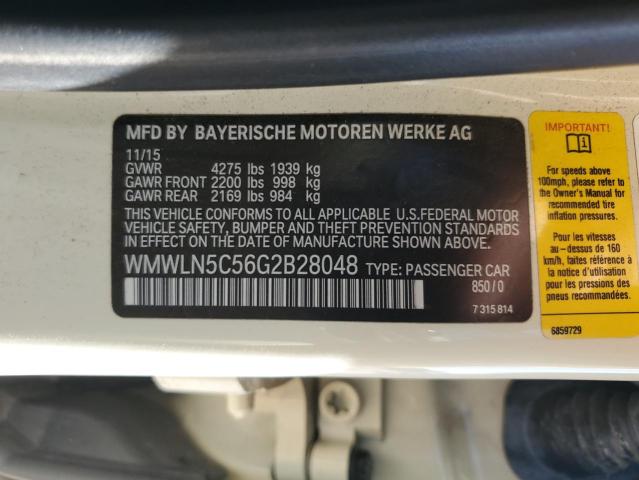 MFD BY BAYERISCHE MOTOREN WERKE AG
11/15
GVWR 4275 lbs 1939 kg
GAWR FRONT 2200 lbs 998 kg
GAWR REAR 2169 lbs 984 kg
THIS VEHICLE CONFORMS TO ALL APPLICABLE U.S.FEDERAL MOTOR
VEHICLE SAFETY, BUMPER AND THEFT PREVENTION STANDARDS
IN EFFECT ON THE DATE OF MANUFACTURE SHOWN ABOVE.
WMWLN5C56G2B28048 TYPE: PASSENGER CAR
850/0
7 315 814
IMPORTANT
For speeds above
100mph, please refer to
the Owner's Manual for
recommended tire
inflation pressures.
Pour les vitesses
au-dessus de 160
km/h, faites référence
à la notice d'utilisation
pour les pressions des
pneus recommandées.
6859729